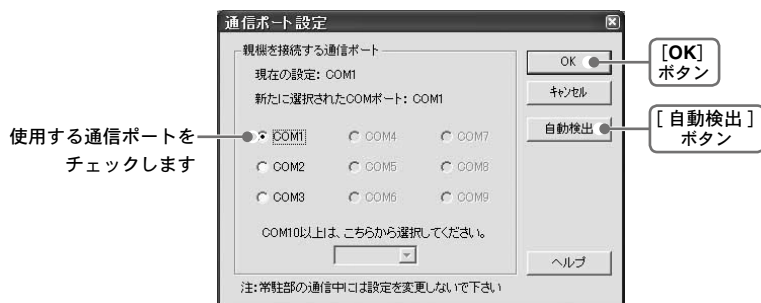 通信ポート設定
親機を接続する通信ポート
現在の設定: COM1
新たに選択されたCOMポート: COM1
COM1 COM4 COM7
COM2 COM5 COM8
COM3 COM6 COM9
COM10以上は、こちらから選択してください。
注:常駐部の通信中には設定を変更しないで下さい
OK
キャンセル
自動検出
ヘルプ
使用する通信ポートを
チェックします
[OK]
ボタン
[自動検出]
ボタン